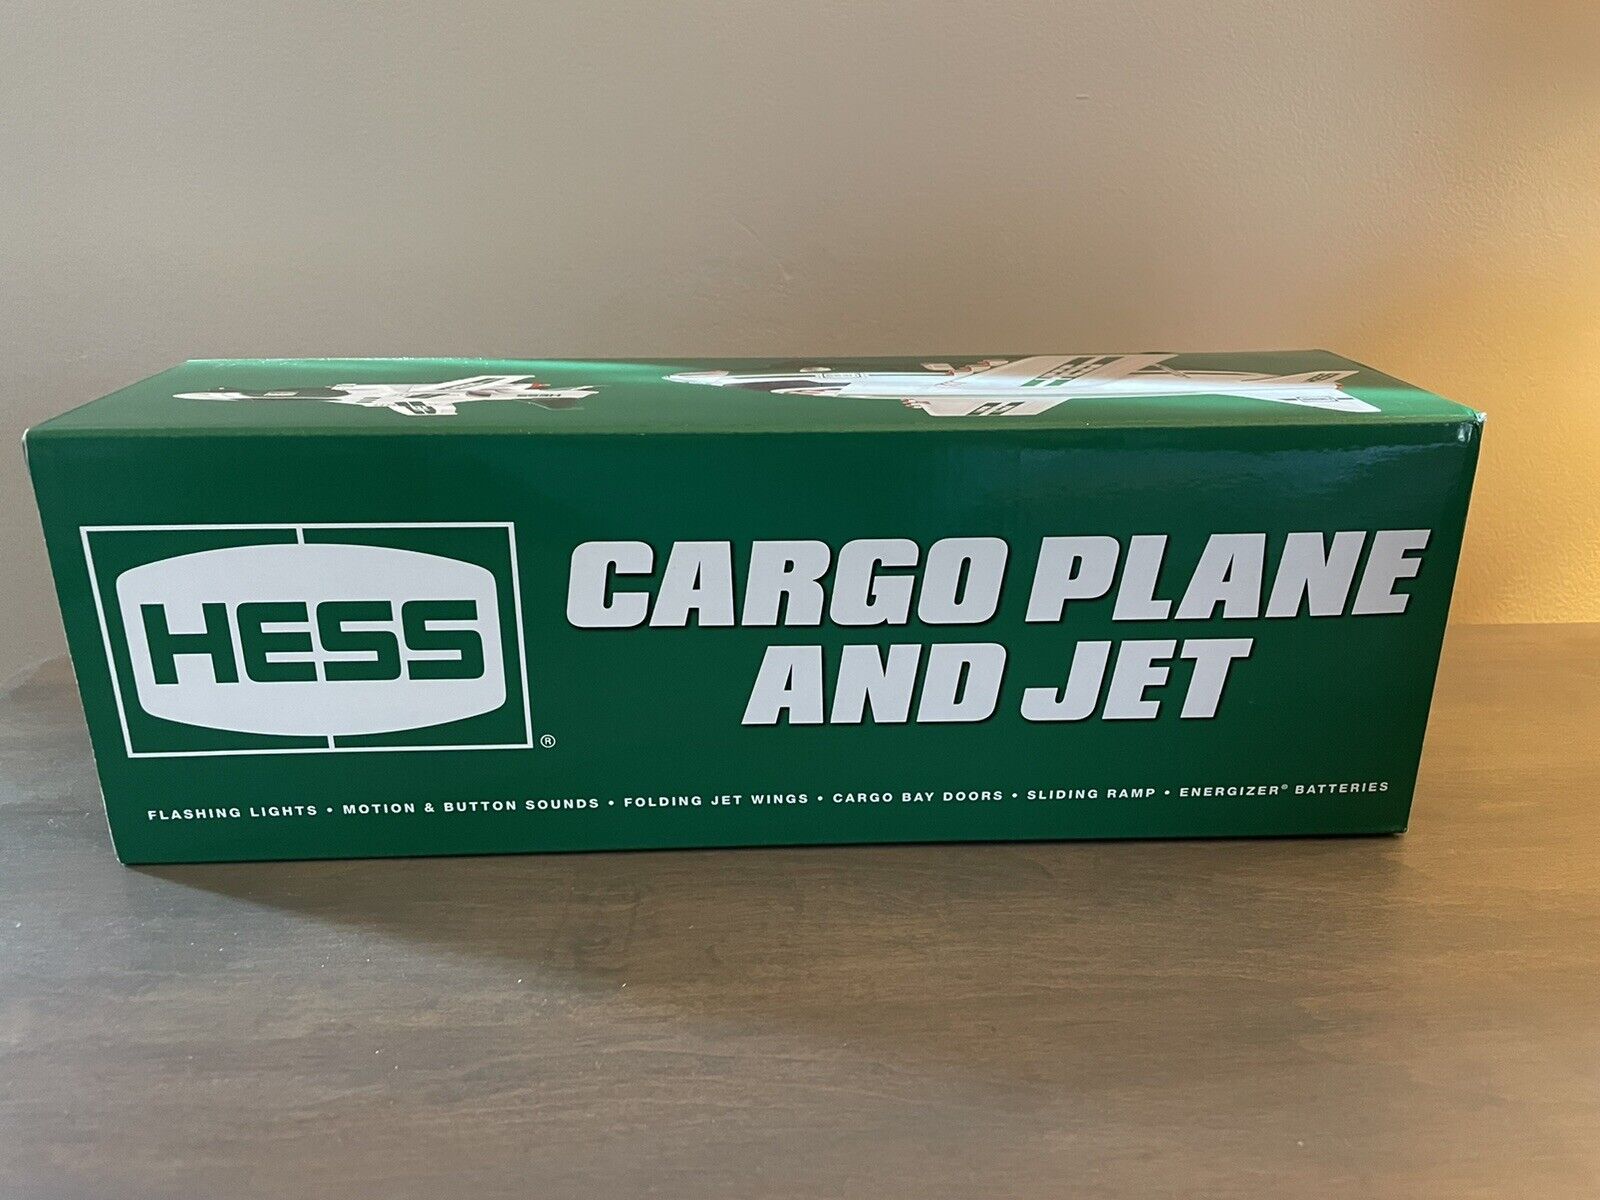 HESS
®
CARGO PLANE
AND JET
FLASHING LIGHTS • MOTION & BUTTON SOUNDS • FOLDING JET WINGS • CARGO BAY DOORS • SLIDING RAMP • ENERGIZER® BATTERIES